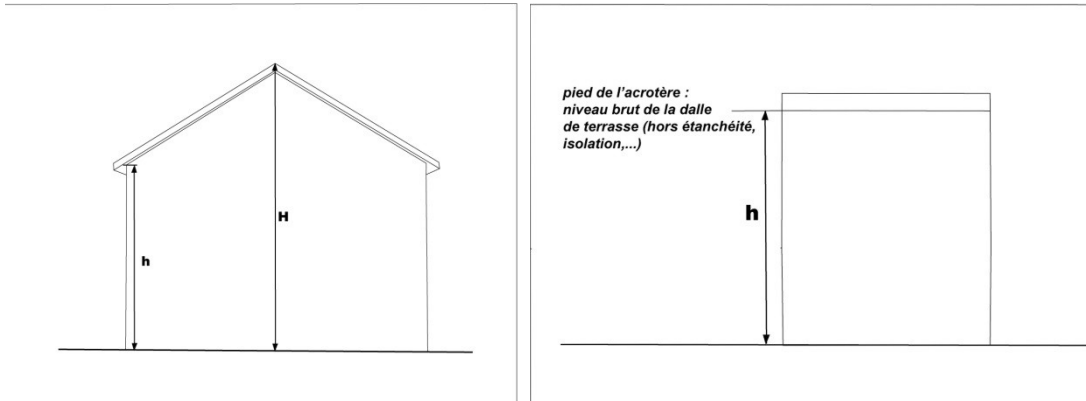 H
h
pied de l'acrotère :
niveau brut de la dalle
de terrasse (hors étanchéité,
isolation,...)
h